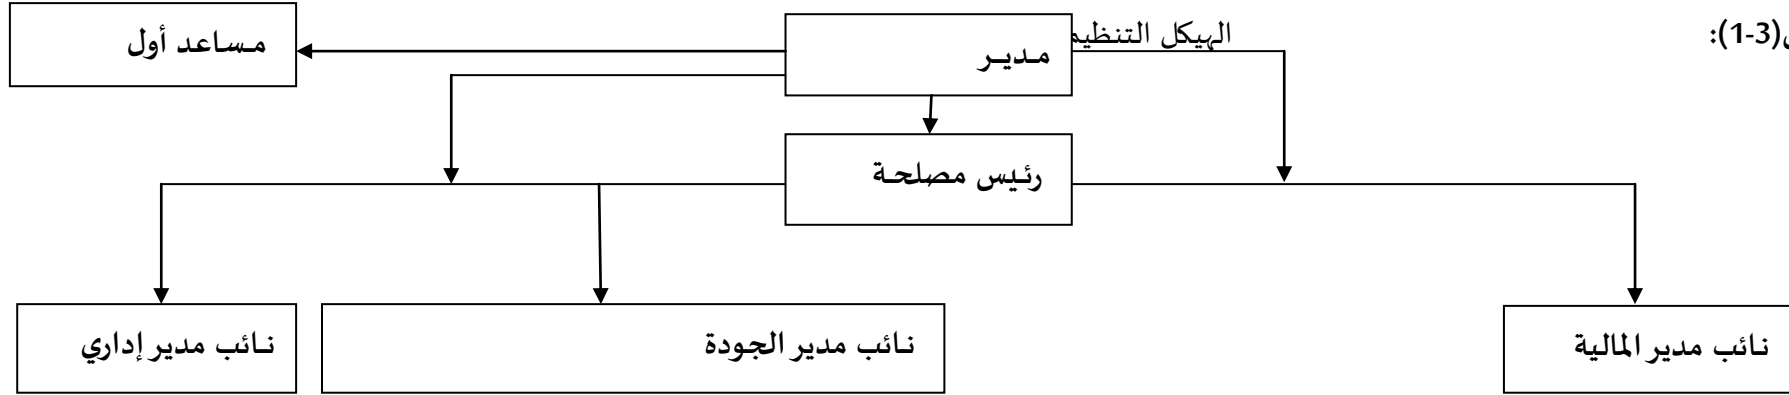 (1-3):
الهيكل التنظيم
مدير
مساعد أول
رئيس مصلحة
نائب مدير المالية
نائب مدير الجودة
نائب مدير إداري